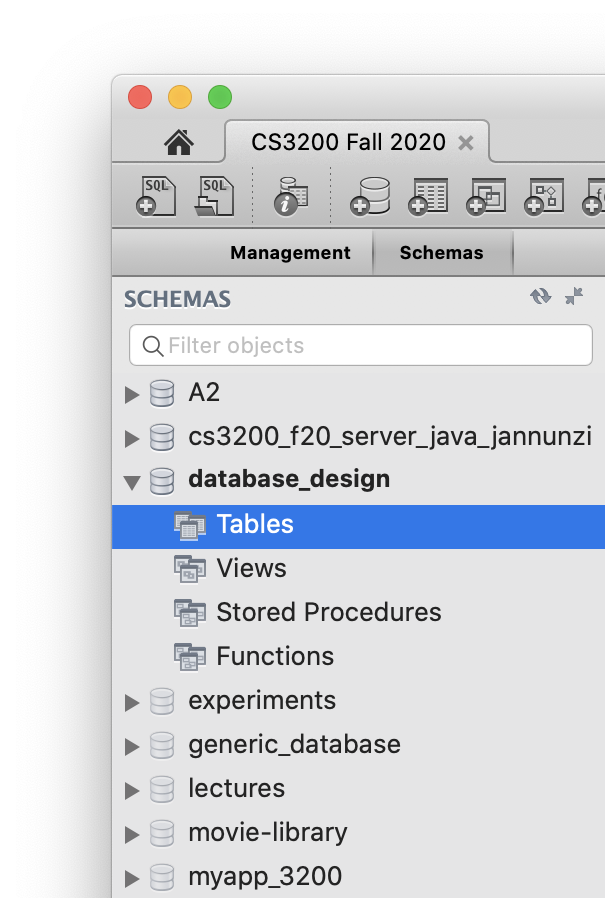 CS3200 Fall 2020
SQL SQL
Management Schemas
SCHEMAS
Filter objects
A2
cs3200_f20_server_java_jannunzi
database_design
Tables
Views
Stored Procedures
Functions
experiments
generic_database
lectures
movie-library
myapp_3200